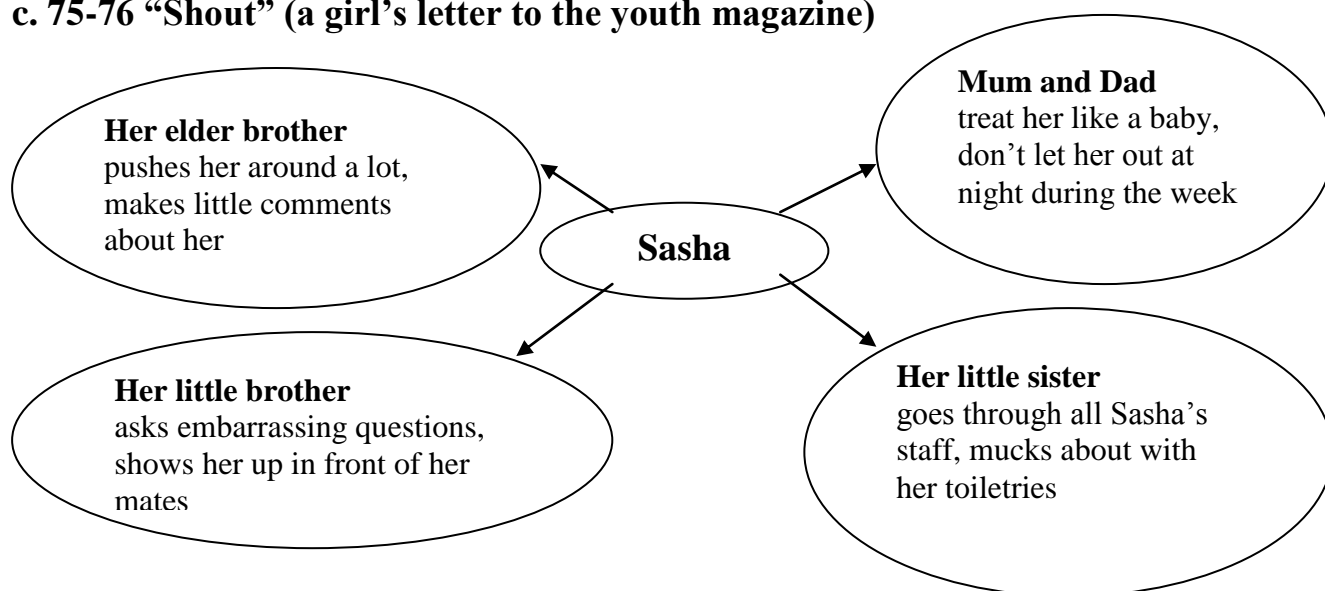 c. 75-76 “Shout” (a girl’s letter to the youth magazine)
Her elder brother
pushes her around a lot,
makes little comments
about her
Mum and Dad
treat her like a baby,
don’t let her out at
night during the week
Sasha
Her little brother
asks embarrassing questions,
shows her up in front of her
mates
Her little sister
goes through all Sasha’s
staff, mucks about with
her toiletries